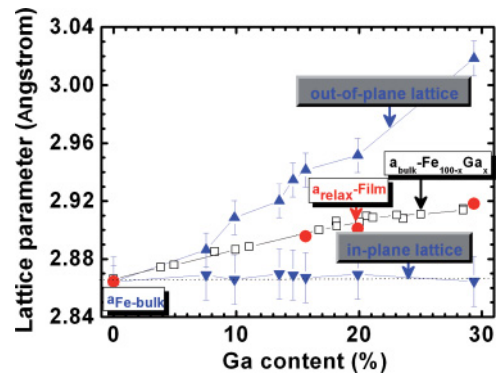 Lattice parameter (Angstrom)
3.04
3.00
2.96
2.92
2.88
2.84
out-of-plane lattice
a_bulk-Fe_100-x Ga_x
a_relax-Film
in-plane lattice
a_Fe-bulk
0 10 20 30
Ga content (%)